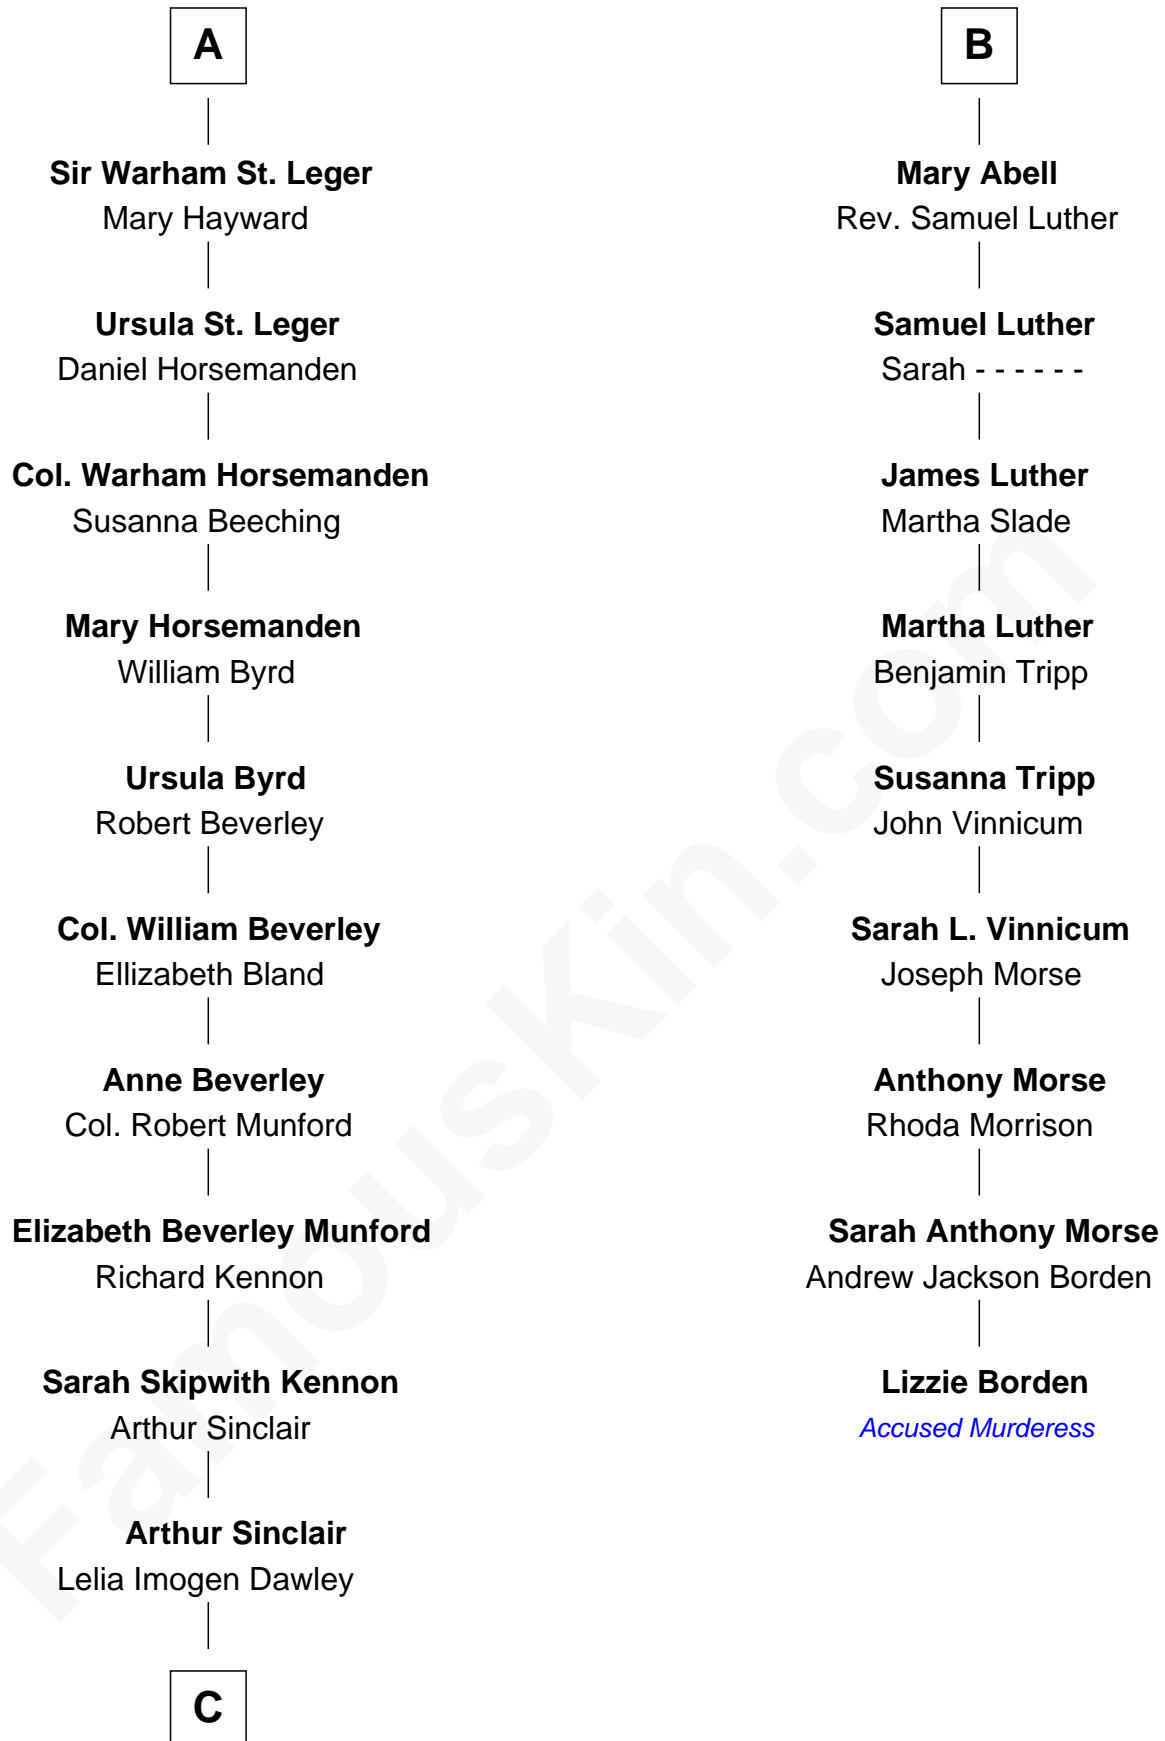 A
Sir Warham St. Leger
Mary Hayward
Ursula St. Leger
Daniel Horsemanden
Col. Warham Horsemanden
Susanna Beeching
Mary Horsemanden
William Byrd
Ursula Byrd
Robert Beverley
Col. William Beverley
Ellizabeth Bland
Anne Beverley
Col. Robert Munford
Elizabeth Beverley Munford
Richard Kennon
Sarah Skipwith Kennon
Arthur Sinclair
Arthur Sinclair
Lelia Imogen Dawley
C
B
Mary Abell
Rev. Samuel Luther
Samuel Luther
Sarah - - - - - -
James Luther
Martha Slade
Martha Luther
Benjamin Tripp
Susanna Tripp
John Vinnicum
Sarah L. Vinnicum
Joseph Morse
Anthony Morse
Rhoda Morrison
Sarah Anthony Morse
Andrew Jackson Borden
Lizzie Borden
Accused Murderess
FamousKin.com